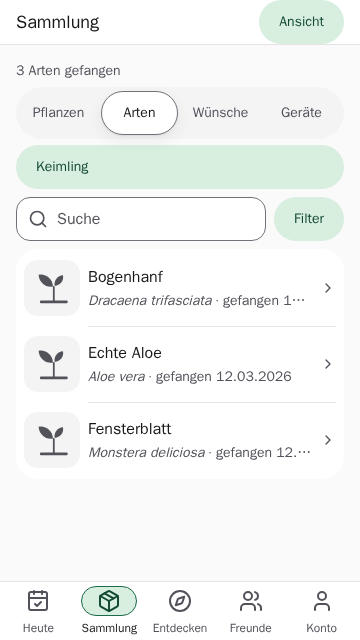 Sammlung
Ansicht
3 Arten gefangen
Pflanzen Arten Wünsche Geräte
Keimling
Suche
Filter
Bogenhanf
Dracaena trifasciata · gefangen 1…
Echte Aloe
Aloe vera · gefangen 12.03.2026
Fensterblatt
Monstera deliciosa · gefangen 12.…
Heute Sammlung Entdecken Freunde Konto